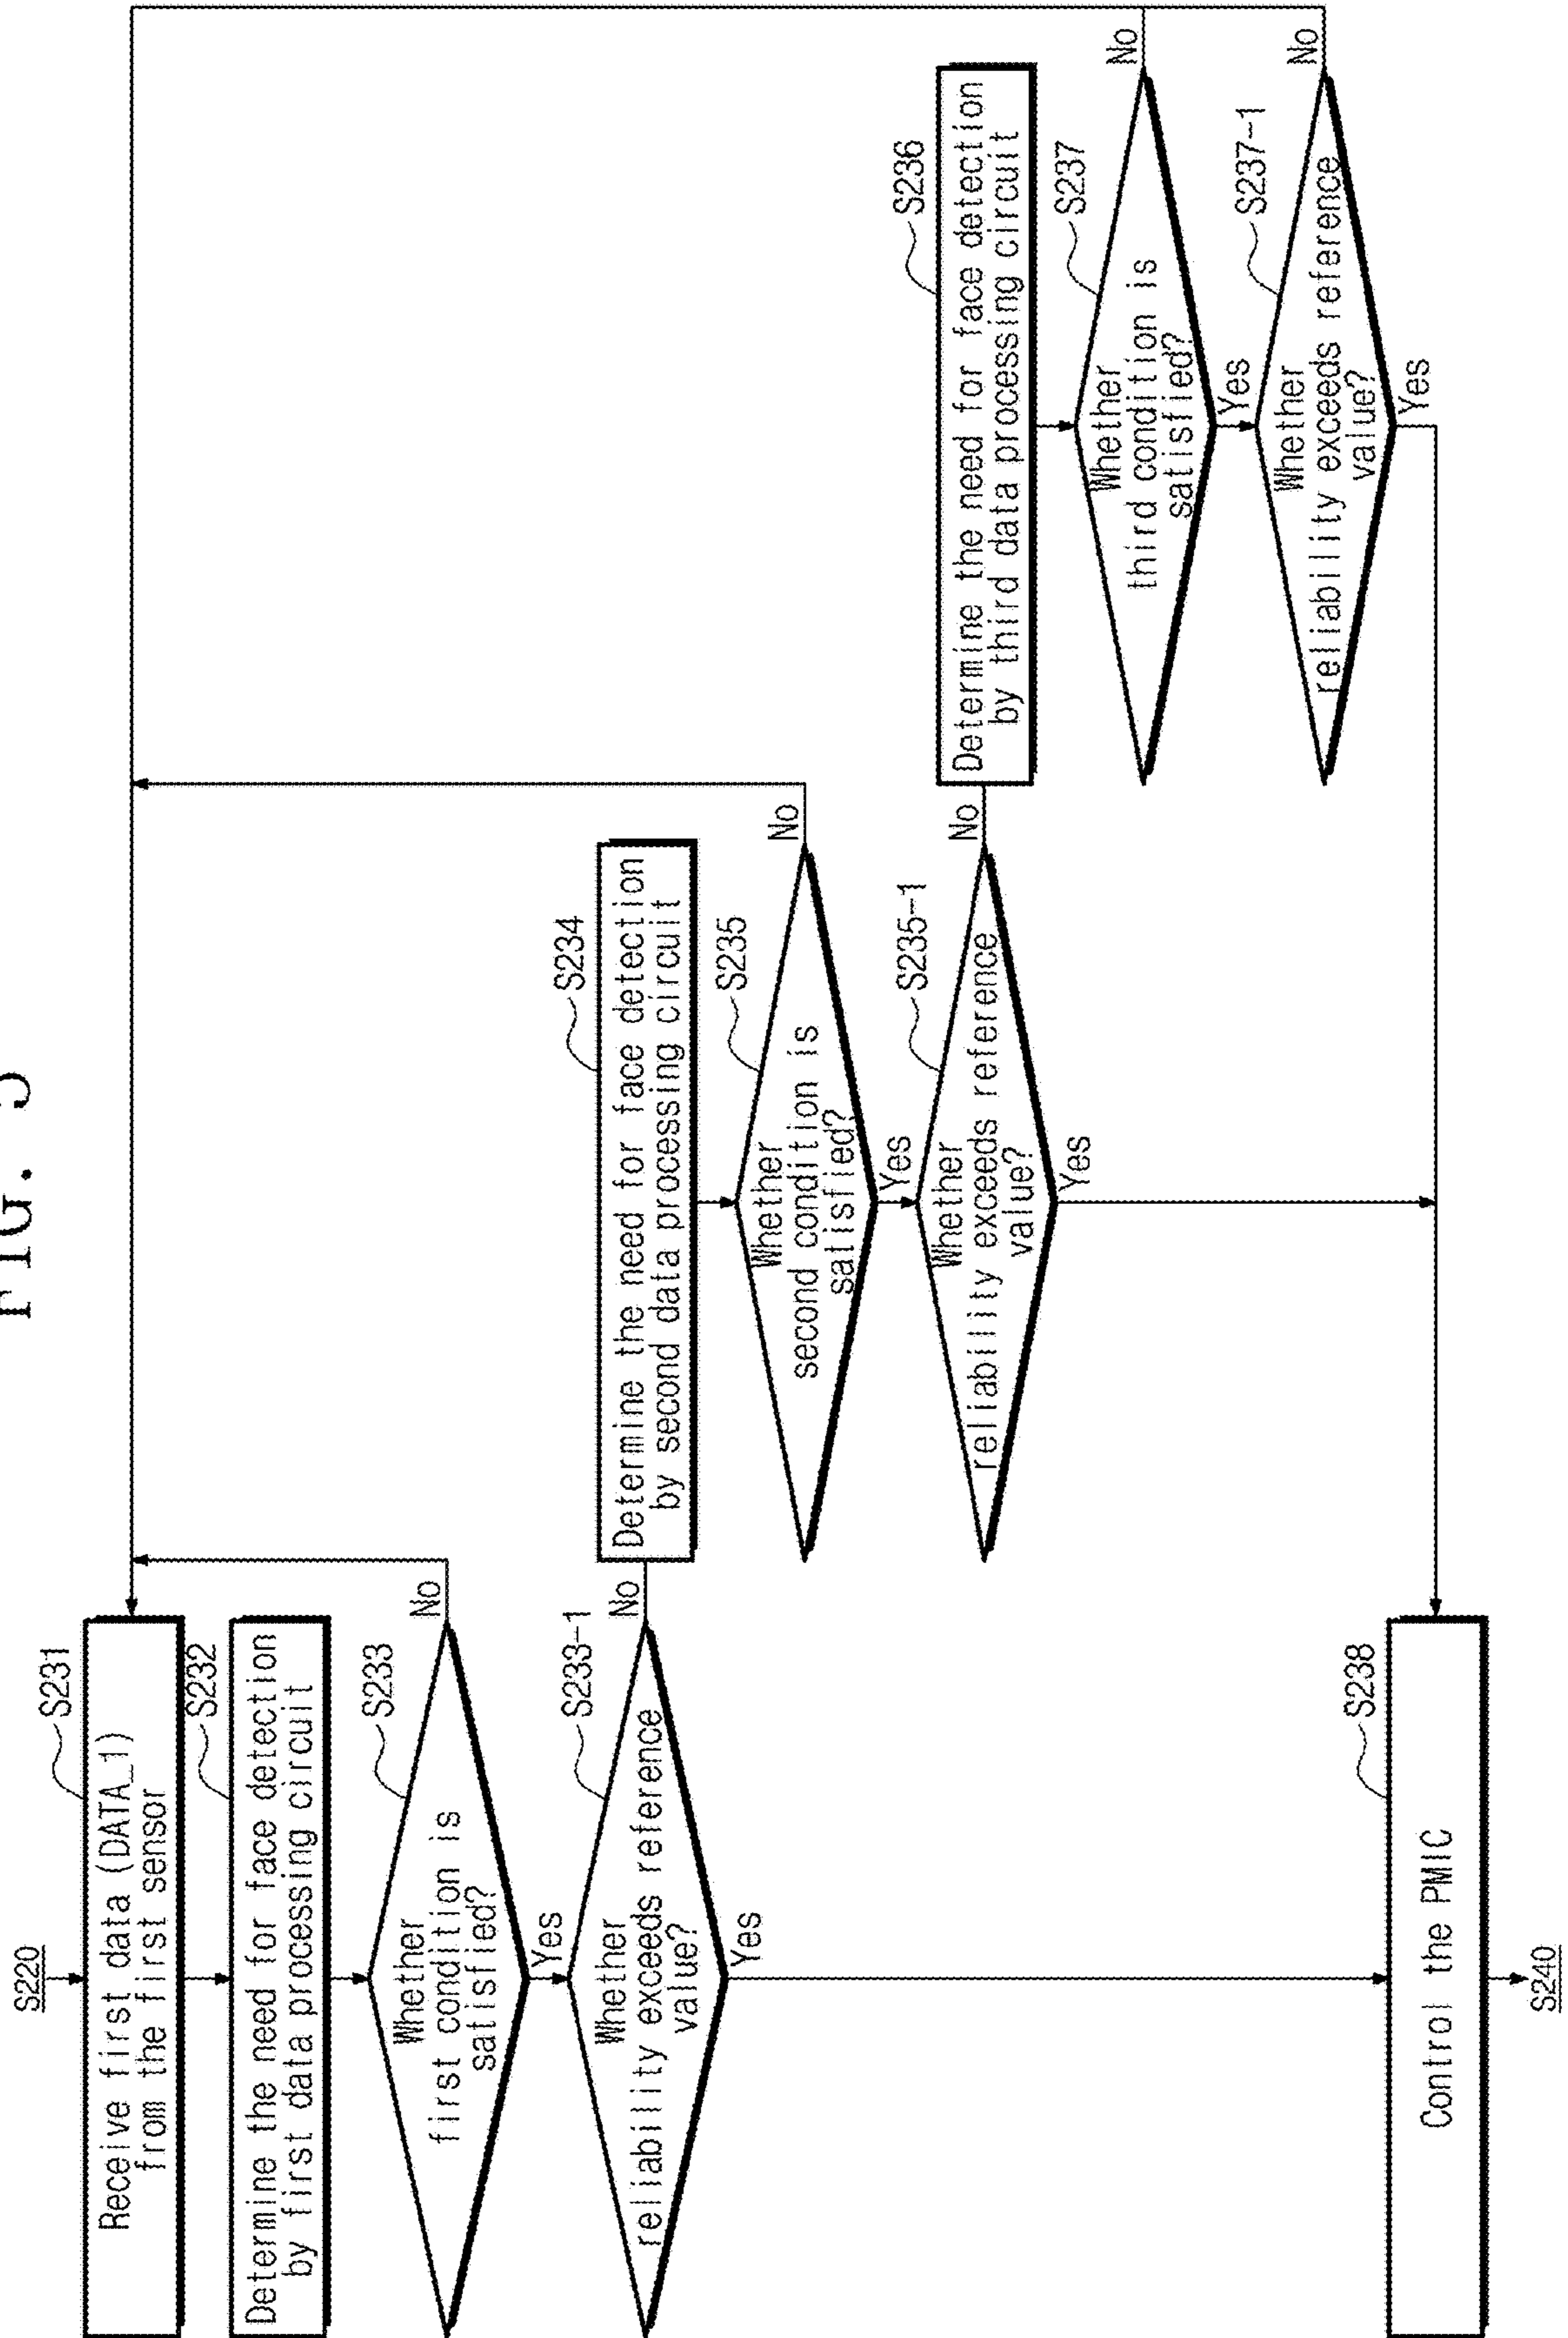 FIG. 5
S220
S231
Receive first data (DATA_1)
from the first sensor
S232
Determine the need for face detection
by first data processing circuit
S233
Whether
first condition is
satisfied?
No
Yes
S233-1
Whether
reliability exceeds reference
value?
No
Yes
S234
Determine the need for face detection
by second data processing circuit
S235
Whether
second condition is
satisfied?
No
Yes
S235-1
Whether
reliability exceeds reference
value?
No
Yes
S236
Determine the need for face detection
by third data processing circuit
S237
Whether
third condition is
satisfied?
No
Yes
S237-1
Whether
reliability exceeds reference
value?
No
Yes
S238
Control the PMIC
S240